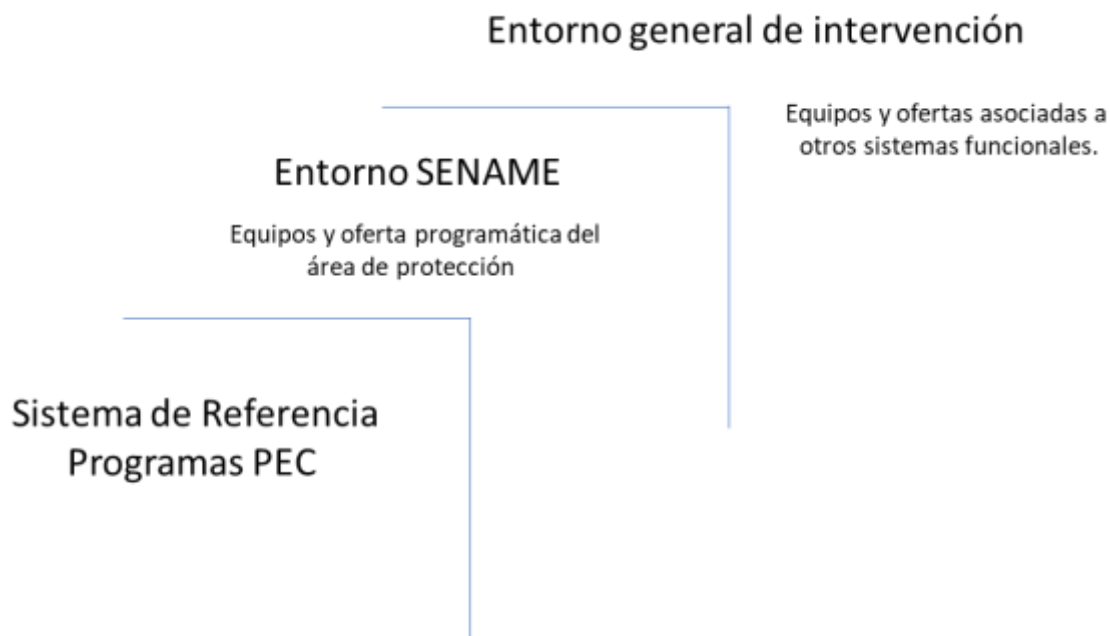 Entorno general de intervención
Equipos y ofertas asociadas a
otros sistemas funcionales.
Entorno SENAME
Equipos y oferta programática del
área de protección
Sistema de Referencia
Programas PEC